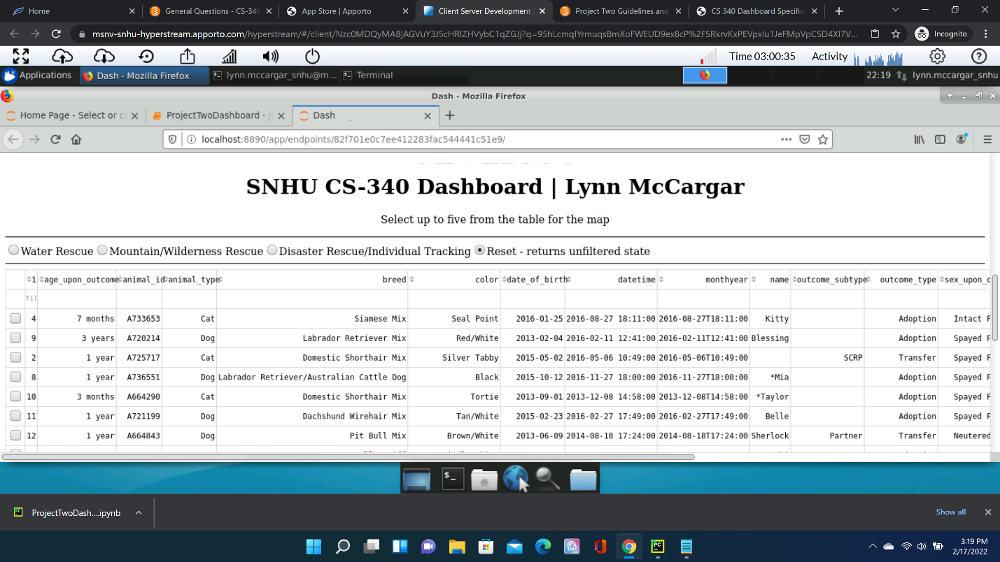 Home
General Questions - CS-340
App Store | Apporto
Client Server Development
Project Two Guidelines and
CS 340 Dashboard Specifica
msnv-snhu-hyperstream.apporto.com/hyperstream/#/client/
Incognito
Time 03:00:35 Activity
Applications Dash - Mozilla Firefox lynn.mccargar_snhu@m... Terminal 22:19 lynn.mccargar_snhu
Dash - Mozilla Firefox
Home Page - Select or cr ProjectTwoDashboard - Ju Dash
localhost:8890/app/endpoints/82f701e0c7ee412283fac544441c51e9/
SNHU CS-340 Dashboard | Lynn McCargar
Select up to five from the table for the map
Water Rescue Mountain/Wilderness Rescue Disaster Rescue/Individual Tracking Reset - returns unfiltered state
1 age_upon_outcome animal_id animal_type breed color date_of_birth datetime monthyear name outcome_subtype outcome_type sex_upon_o
fil
4 7 months A733653 Cat Siamese Mix Seal Point 2016-01-25 2016-08-27 18:11:00 2016-08-27T18:11:00 Kitty Adoption Intact F
9 3 years A720214 Dog Labrador Retriever Mix Red/White 2013-02-04 2016-02-11 12:41:00 2016-02-11T12:41:00 Blessing Adoption Spayed F
2 1 year A725717 Cat Domestic Shorthair Mix Silver Tabby 2015-05-02 2016-05-06 10:49:00 2016-05-06T10:49:00 SCRP Transfer Spayed F
8 1 year A736551 Dog Labrador Retriever/Australian Cattle Dog Black 2015-10-12 2016-11-27 18:00:00 2016-11-27T18:00:00 *Mia Adoption Spayed F
10 3 months A664290 Cat Domestic Shorthair Mix Tortie 2013-09-01 2013-12-08 14:58:00 2013-12-08T14:58:00 *Taylor Adoption Spayed F
11 1 year A721199 Dog Dachshund Wirehair Mix Tan/White 2015-02-23 2016-02-27 17:49:00 2016-02-27T17:49:00 Belle Adoption Spayed F
12 1 year A664843 Dog Pit Bull Mix Brown/White 2013-06-09 2014-08-18 17:24:00 2014-08-18T17:24:00 Sherlock Partner Transfer Neutered
ProjectTwoDash....ipynb
Show all
3:19 PM
2/17/2022